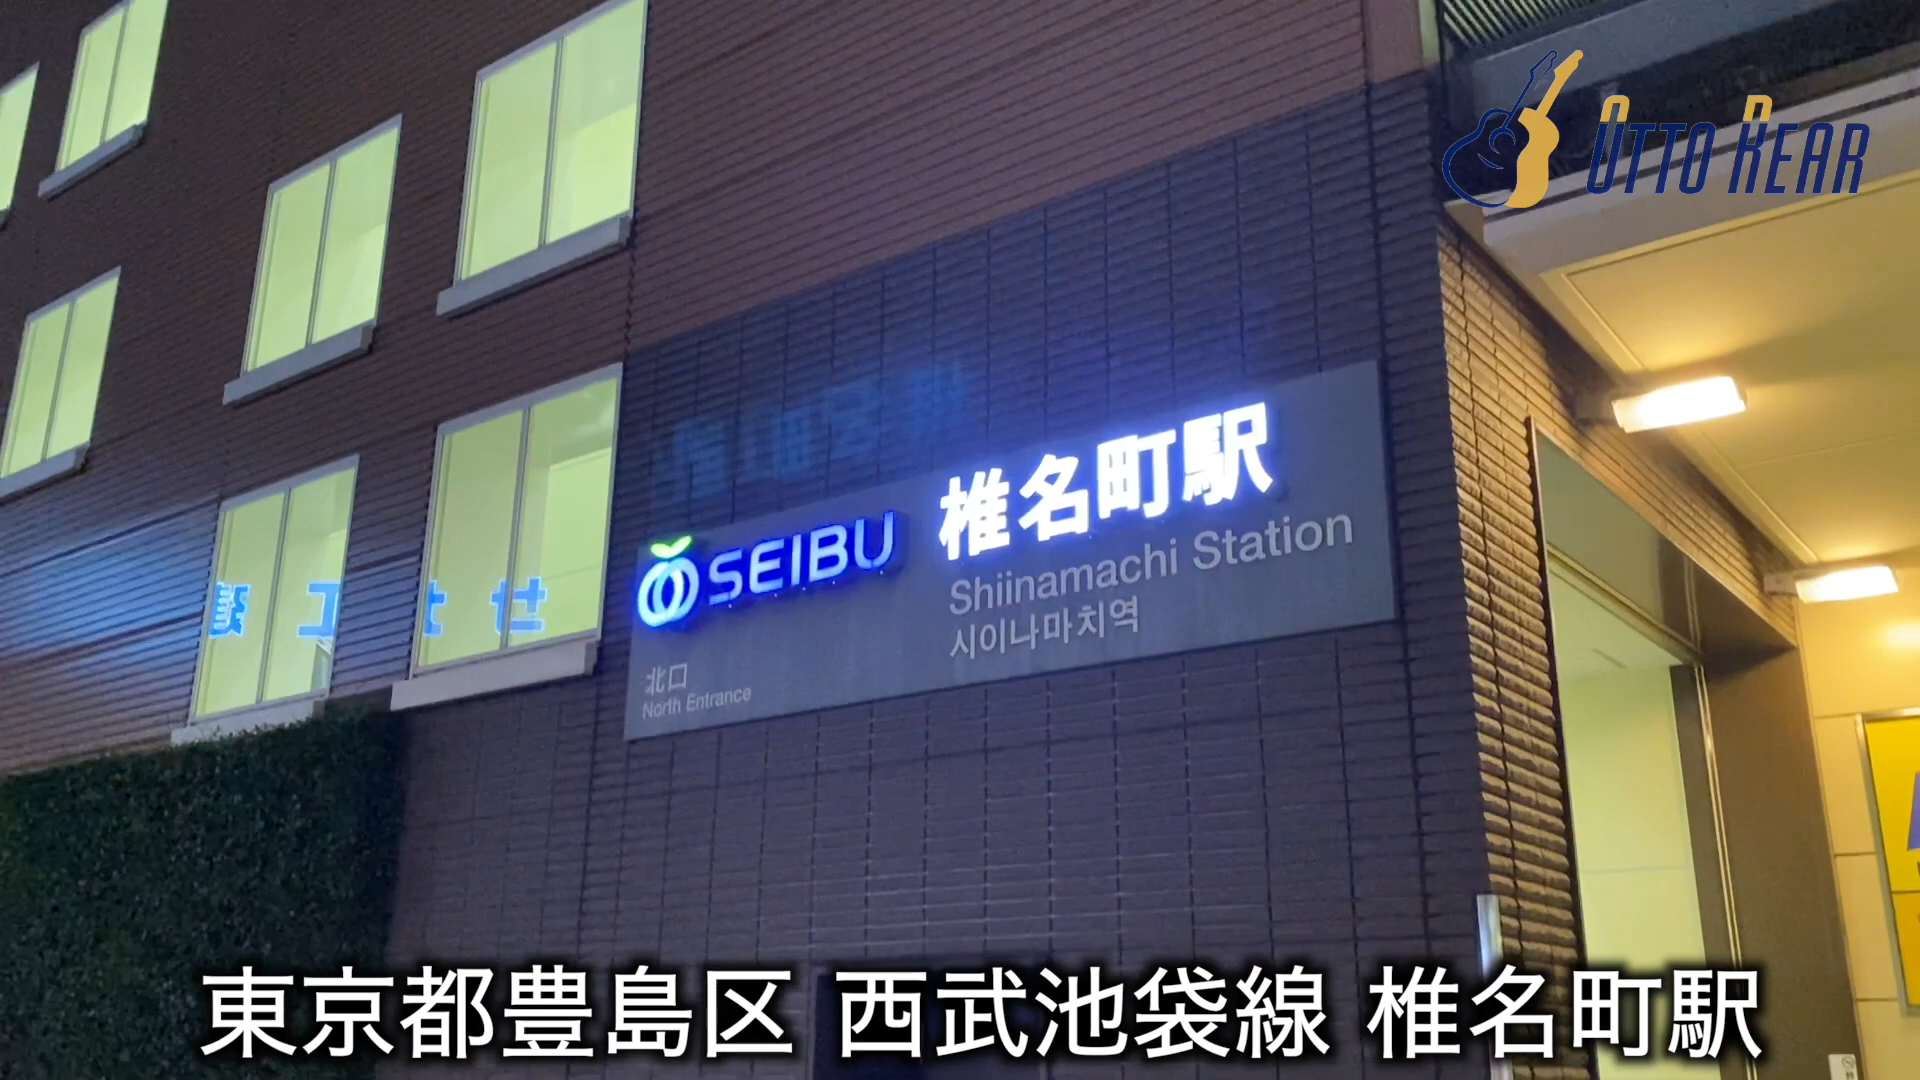 OTTO REAR
SEIBU 椎名町駅
Shiinamachi Station
시이나마치역
北口
North Entrance
東京都豊島区 西武池袋線 椎名町駅